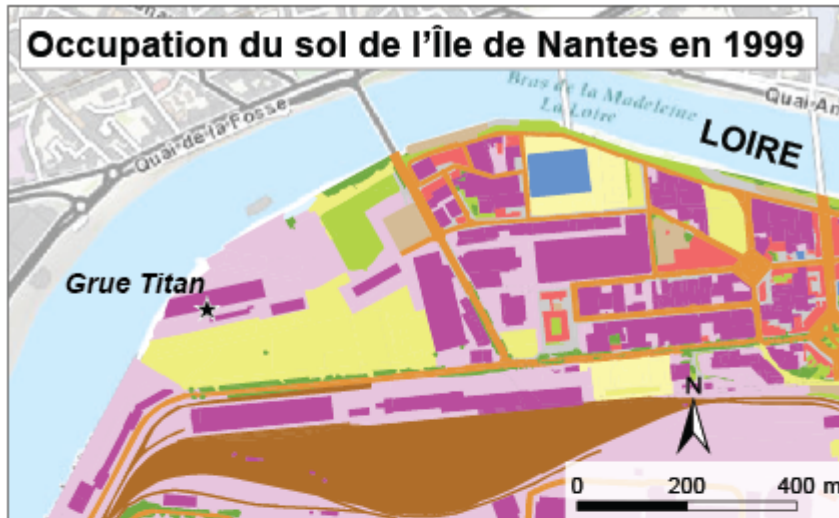 Occupation du sol de l'Île de Nantes en 1999
Quai de la Fosse
Bras de la Madeleine
La Loire
Quai An
LOIRE
Grue Titan
N
0 200 400 m